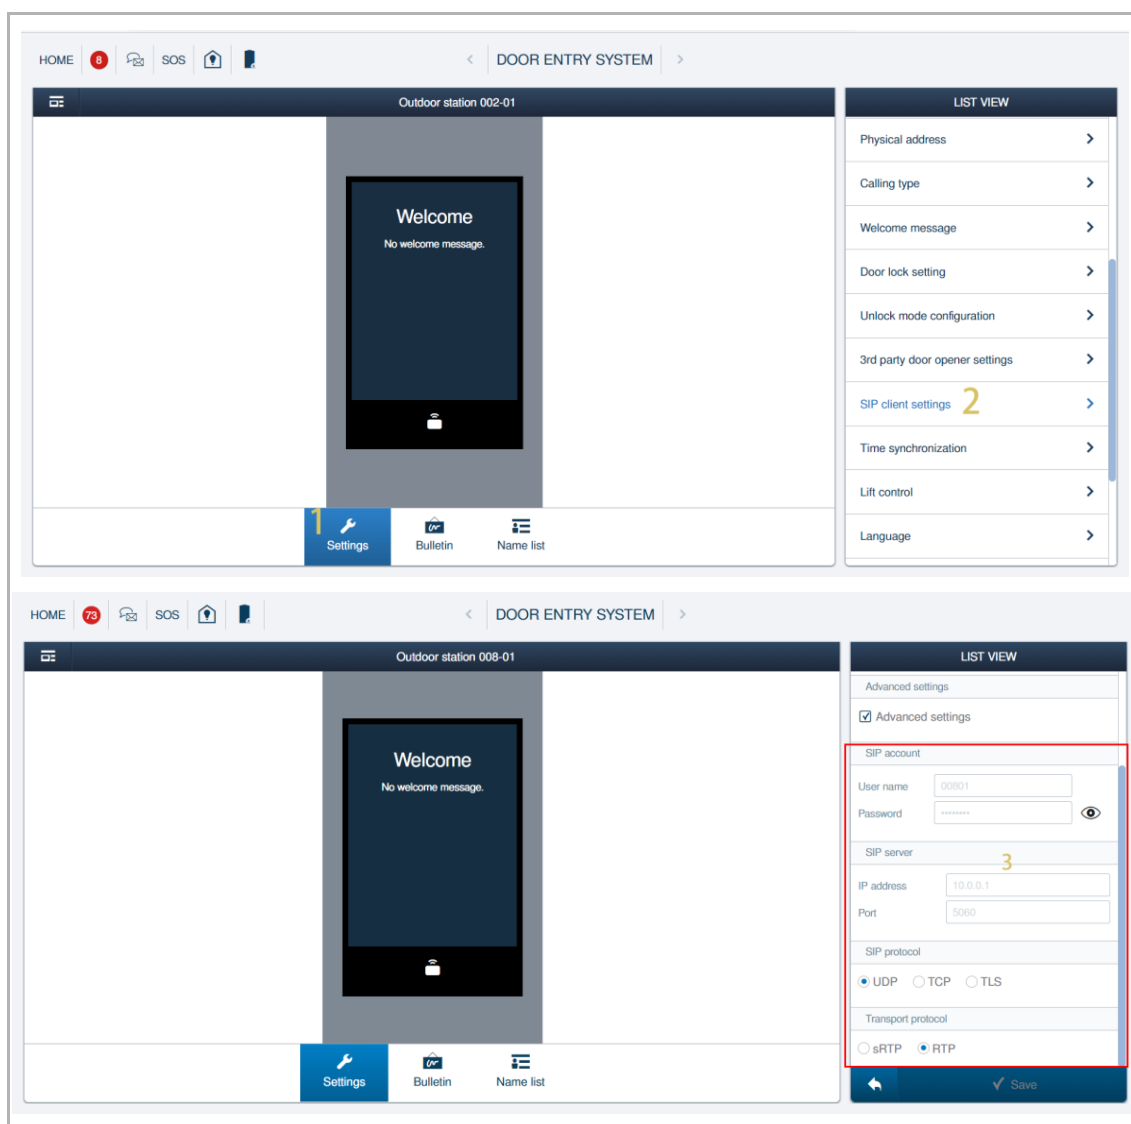 HOME 8 SOS DOOR ENTRY SYSTEM
Outdoor station 002-01
LIST VIEW
Welcome
No welcome message.
Physical address
Calling type
Welcome message
Door lock setting
Unlock mode configuration
3rd party door opener settings
SIP client settings 2
Time synchronization
Lift control
Language
1
Settings Bulletin Name list
HOME 73 SOS DOOR ENTRY SYSTEM
Outdoor station 008-01
LIST VIEW
Welcome
No welcome message.
Advanced settings
Advanced settings
SIP account
User name 00801
Password ••••••••
SIP server
3
IP address 10.0.0.1
Port 5060
SIP protocol
UDP TCP TLS
Transport protocol
sRTP RTP
Settings Bulletin Name list
Save